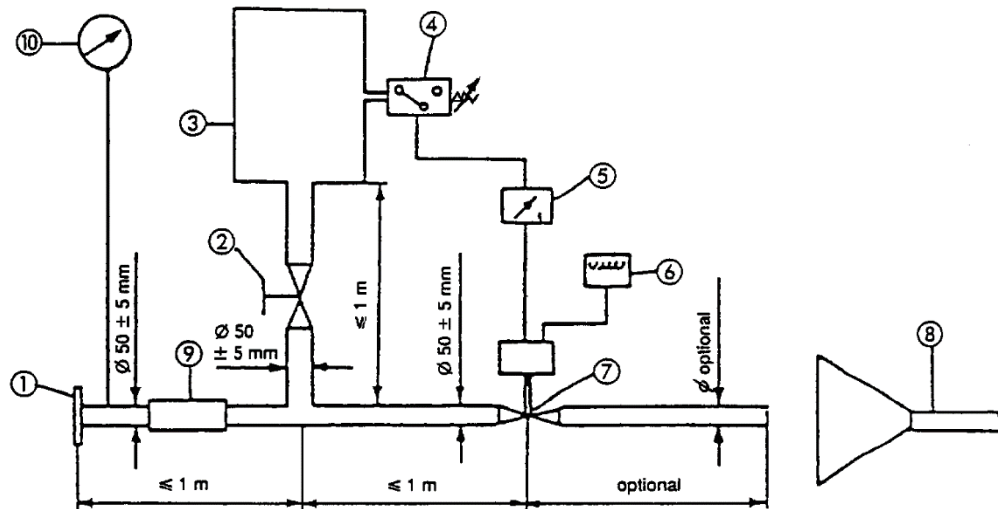 10
4
3
5
2
6
Ø 50 ± 5 mm
Ø 50
± 5 mm
⩽ 1 m
Ø 50 ± 5 mm
7
Ø optional
8
1
9
⩽ 1 m
⩽ 1 m
optional